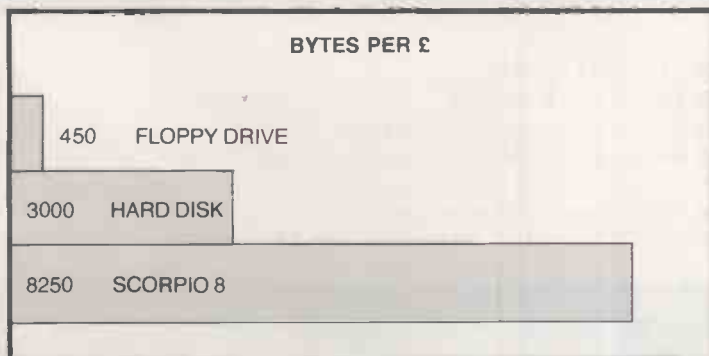 BYTES PER £
450 FLOPPY DRIVE
3000 HARD DISK
8250 SCORPIO 8